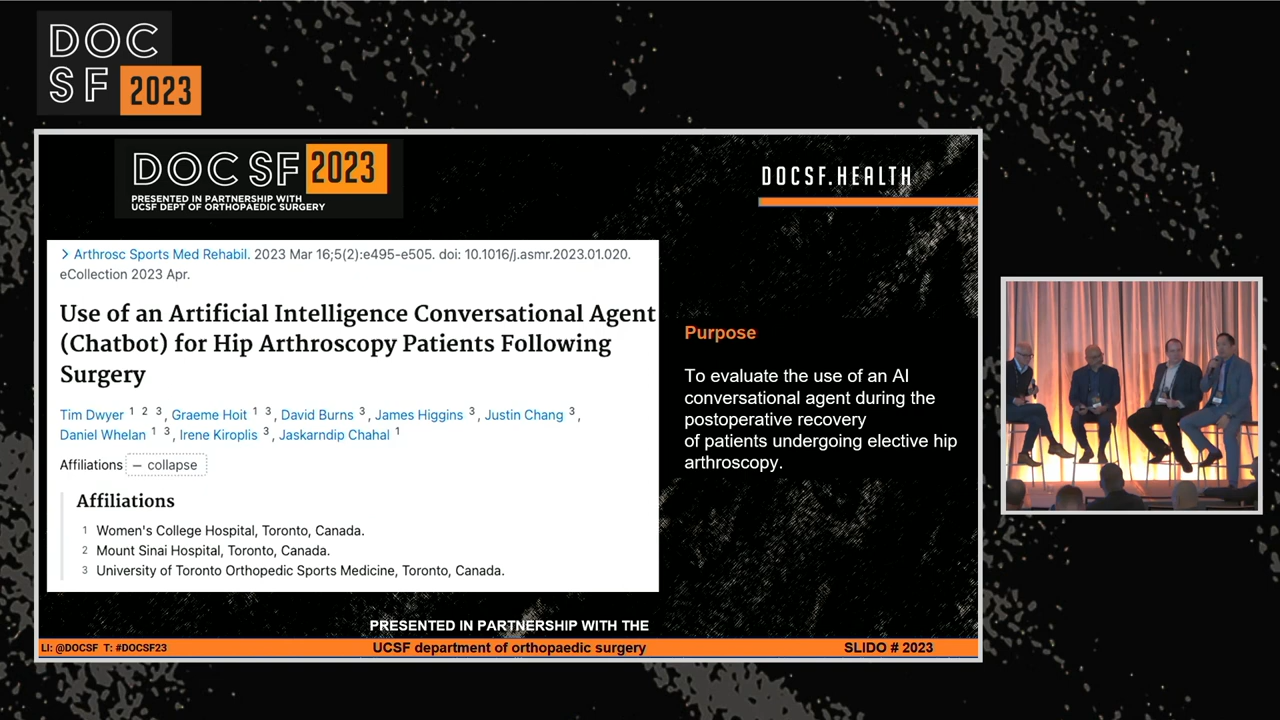 DOC
SF 2023
DOC SF 2023
PRESENTED IN PARTNERSHIP WITH
UCSF DEPT OF ORTHOPAEDIC SURGERY
DOCSF.HEALTH
> Arthrosc Sports Med Rehabil. 2023 Mar 16;5(2):e495-e505. doi: 10.1016/j.asmr.2023.01.020.
eCollection 2023 Apr.
Use of an Artificial Intelligence Conversational Agent
(Chatbot) for Hip Arthroscopy Patients Following
Surgery
Tim Dwyer 1 2 3, Graeme Hoit 1 3, David Burns 3, James Higgins 3, Justin Chang 3,
Daniel Whelan 1 3, Irene Kiroplis 3, Jaskarndip Chahal 1
Affiliations — collapse
Affiliations
1 Women's College Hospital, Toronto, Canada.
2 Mount Sinai Hospital, Toronto, Canada.
3 University of Toronto Orthopedic Sports Medicine, Toronto, Canada.
Purpose
To evaluate the use of an AI
conversational agent during the
postoperative recovery
of patients undergoing elective hip
arthroscopy.
PRESENTED IN PARTNERSHIP WITH THE
LI: @DOCSF T: #DOCSF23
UCSF department of orthopaedic surgery
SLIDO # 2023